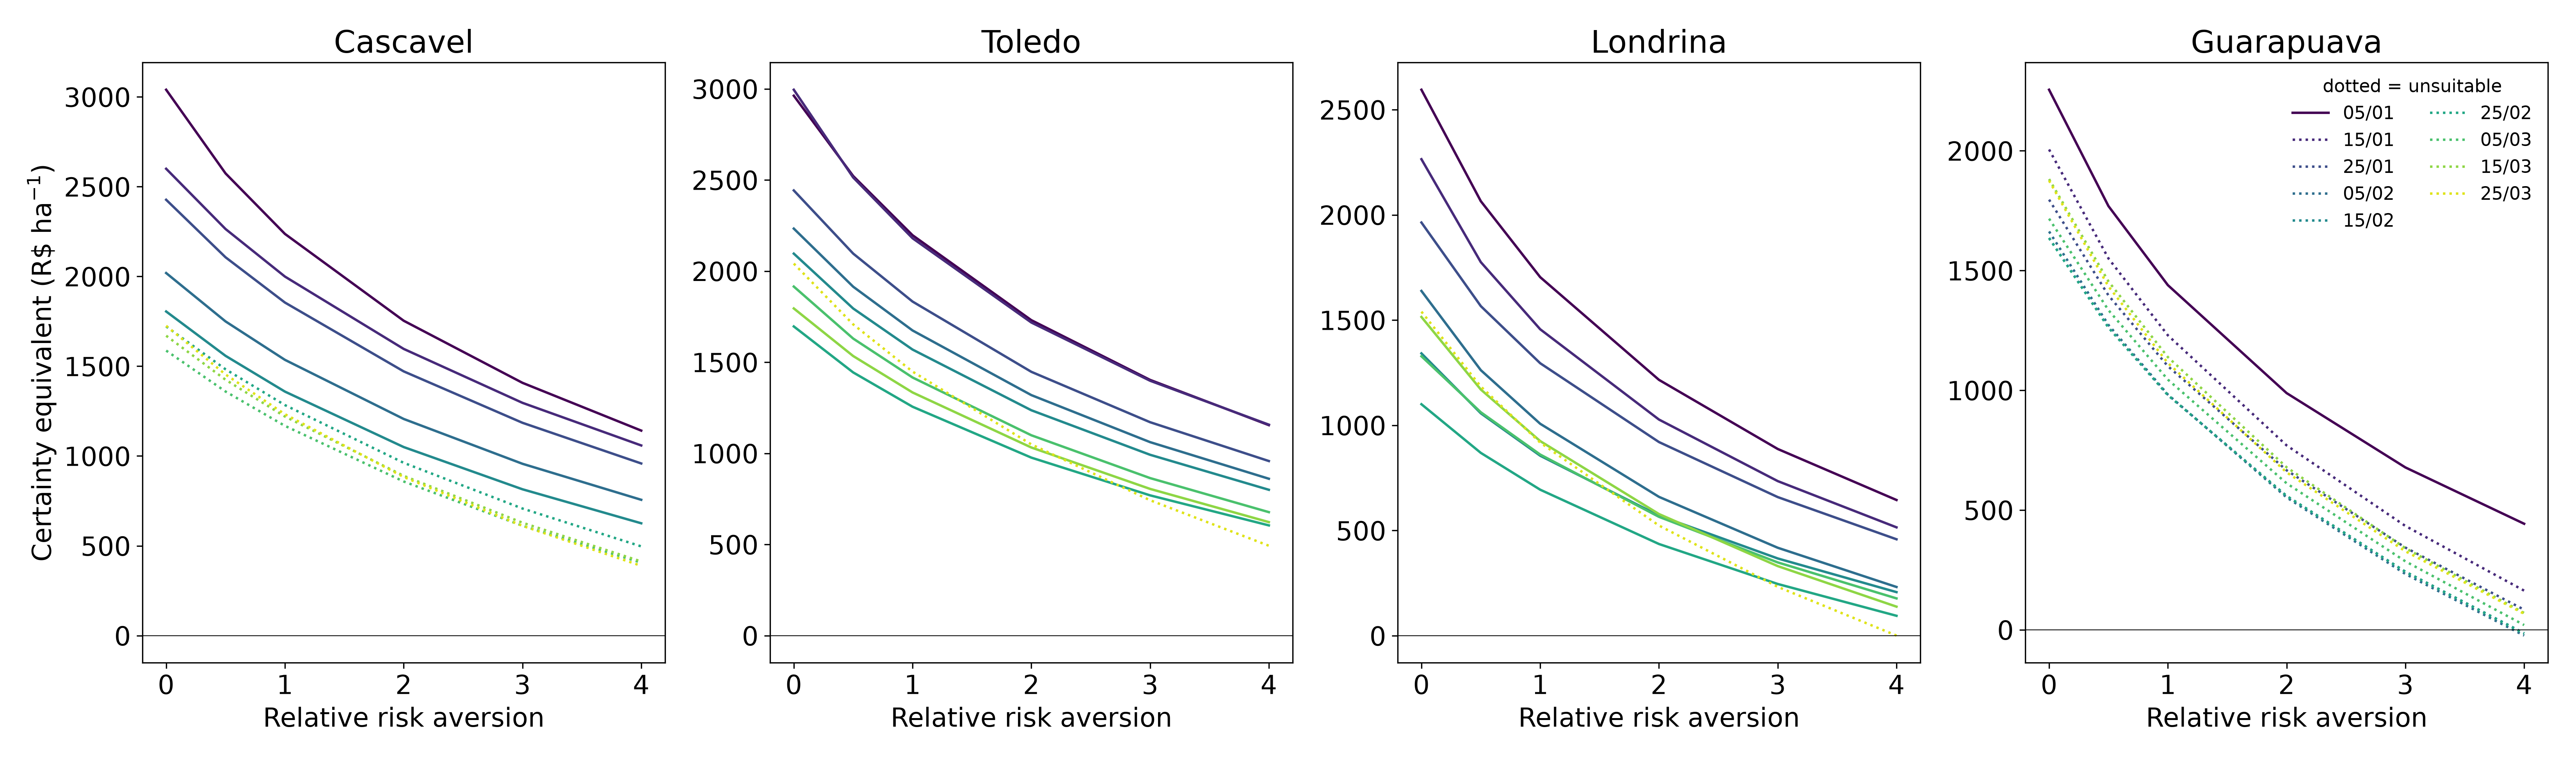 Cascavel
Toledo
Londrina
Guarapuava
Certainty equivalent (R$ ha⁻¹)
3000
2500
2000
1500
1000
500
0
0 1 2 3 4
Relative risk aversion
3000
2500
2000
1500
1000
500
0
0 1 2 3 4
Relative risk aversion
2500
2000
1500
1000
500
0
0 1 2 3 4
Relative risk aversion
2000
1500
1000
500
0
0 1 2 3 4
Relative risk aversion
dotted = unsuitable
05/01 25/02
15/01 05/03
25/01 15/03
05/02 25/03
15/02